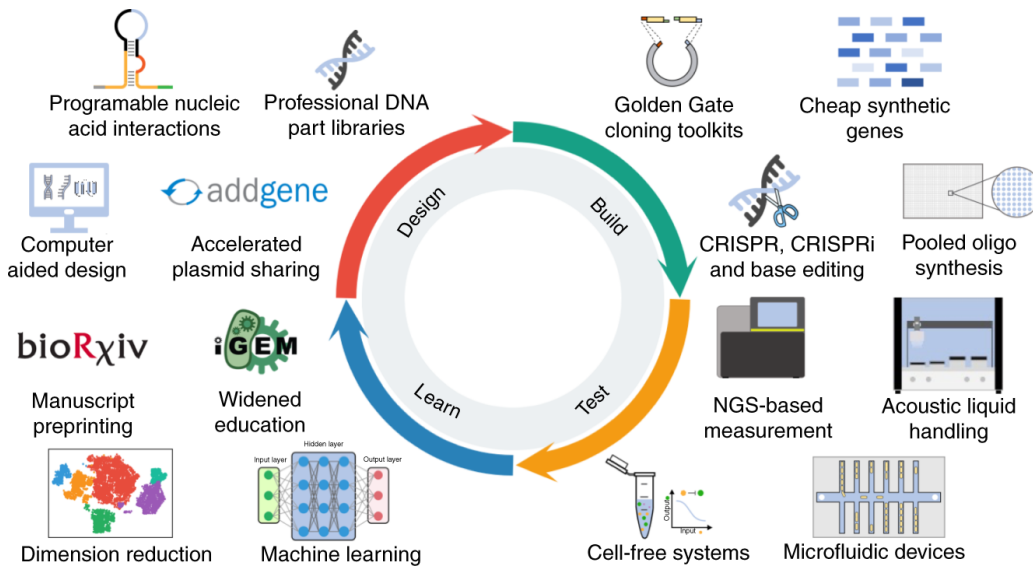 Programable nucleic
acid interactions
Professional DNA
part libraries
Golden Gate
cloning toolkits
Cheap synthetic
genes
Computer
aided design
addgene
Accelerated
plasmid sharing
Design
Build
CRISPR, CRISPRi
and base editing
Pooled oligo
synthesis
bioRχiv
Manuscript
preprinting
iGEM
Widened
education
Learn
Test
NGS-based
measurement
Acoustic liquid
handling
Dimension reduction
Hidden layer
Input layer
Output layer
Machine learning
Output
Input
Cell-free systems
Microfluidic devices